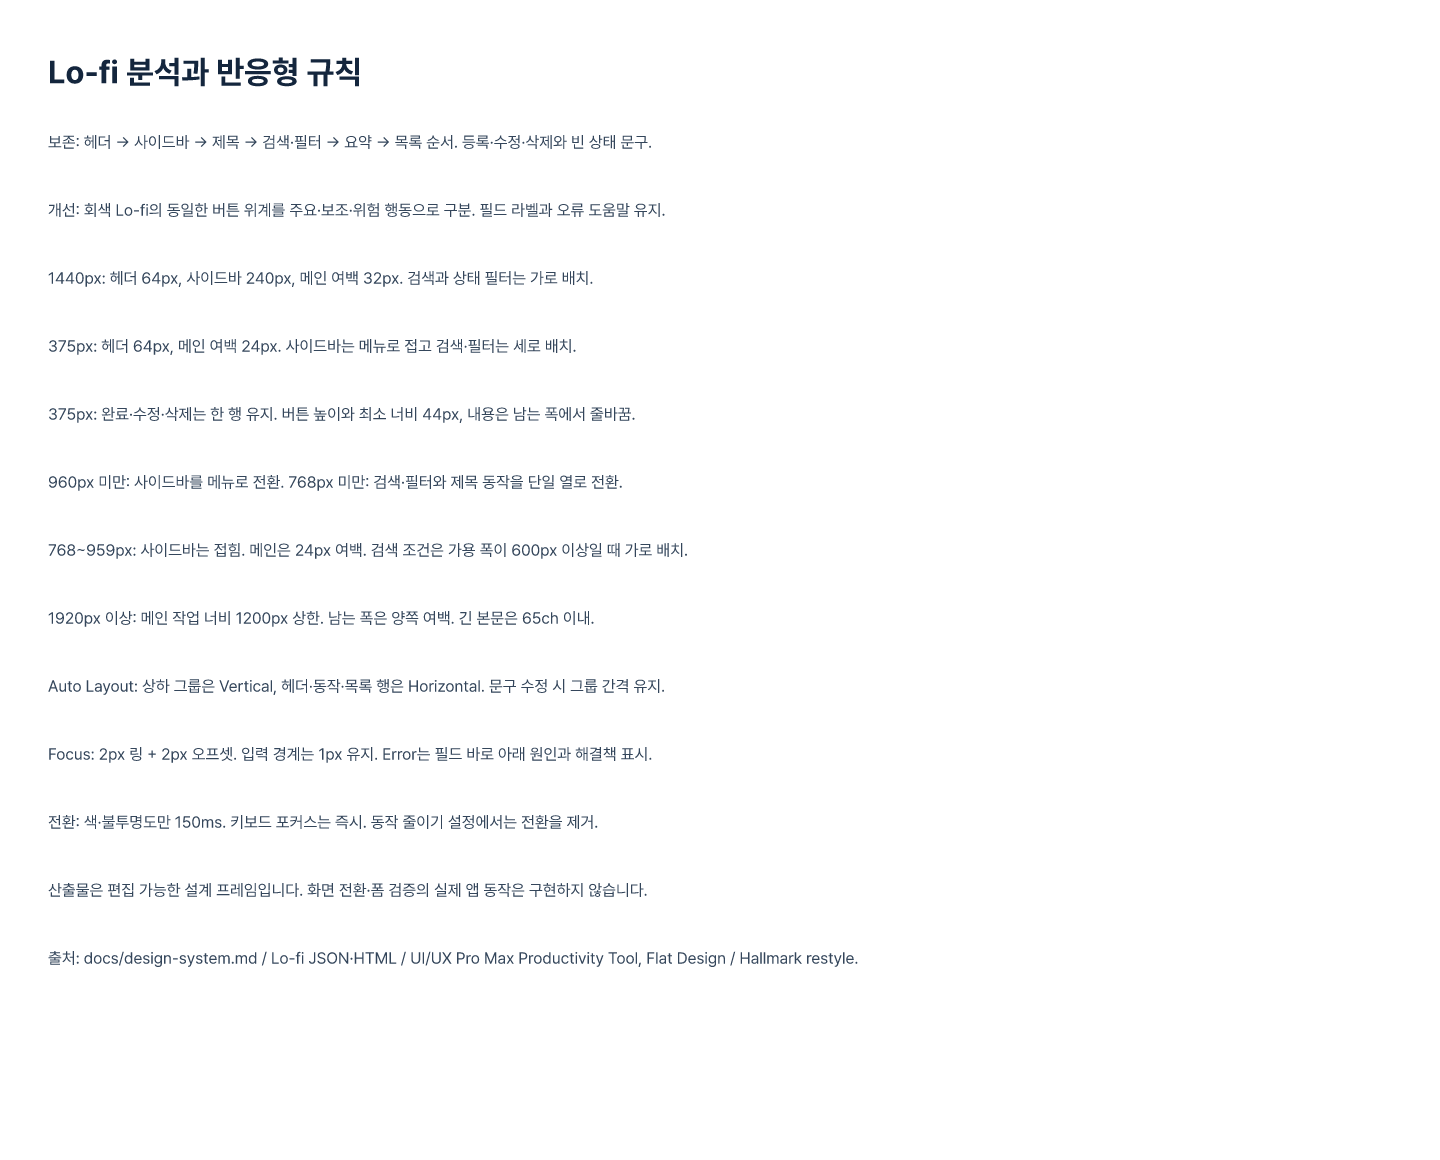 Lo-fi 분석과 반응형 규칙
보존: 헤더 → 사이드바 → 제목 → 검색·필터 → 요약 → 목록 순서. 등록·수정·삭제와 빈 상태 문구.
개선: 회색 Lo-fi의 동일한 버튼 위계를 주요·보조·위험 행동으로 구분. 필드 라벨과 오류 도움말 유지.
1440px: 헤더 64px, 사이드바 240px, 메인 여백 32px. 검색과 상태 필터는 가로 배치.
375px: 헤더 64px, 메인 여백 24px. 사이드바는 메뉴로 접고 검색·필터는 세로 배치.
375px: 완료·수정·삭제는 한 행 유지. 버튼 높이와 최소 너비 44px, 내용은 남는 폭에서 줄바꿈.
960px 미만: 사이드바를 메뉴로 전환. 768px 미만: 검색·필터와 제목 동작을 단일 열로 전환.
768~959px: 사이드바는 접힘. 메인은 24px 여백. 검색 조건은 가용 폭이 600px 이상일 때 가로 배치.
1920px 이상: 메인 작업 너비 1200px 상한. 남는 폭은 양쪽 여백. 긴 본문은 65ch 이내.
Auto Layout: 상하 그룹은 Vertical, 헤더·동작·목록 행은 Horizontal. 문구 수정 시 그룹 간격 유지.
Focus: 2px 링 + 2px 오프셋. 입력 경계는 1px 유지. Error는 필드 바로 아래 원인과 해결책 표시.
전환: 색·불투명도만 150ms. 키보드 포커스는 즉시. 동작 줄이기 설정에서는 전환을 제거.
산출물은 편집 가능한 설계 프레임입니다. 화면 전환·폼 검증의 실제 앱 동작은 구현하지 않습니다.
출처: docs/design-system.md / Lo-fi JSON·HTML / UI/UX Pro Max Productivity Tool, Flat Design / Hallmark restyle.